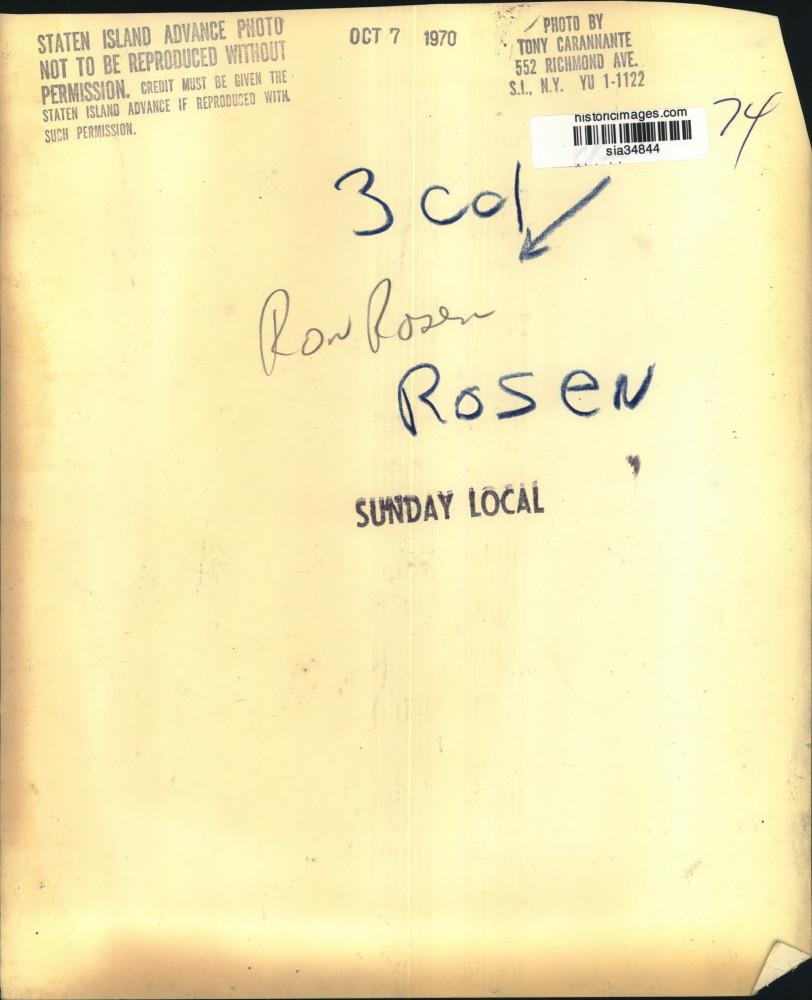 STATEN ISLAND ADVANCE PHOTO
NOT TO BE REPRODUCED WITHOUT
PERMISSION. CREDIT MUST BE GIVEN THE
STATEN ISLAND ADVANCE IF REPRODUCED WITH
SUCH PERMISSION.
OCT 7 1970
PHOTO BY
TONY CARANNANTE
552 RICHMOND AVE.
S.I., N.Y. YU 1-1122
historicimages.com
sia34844
74
3 col
Ron Rosen
Rosen
SUNDAY LOCAL